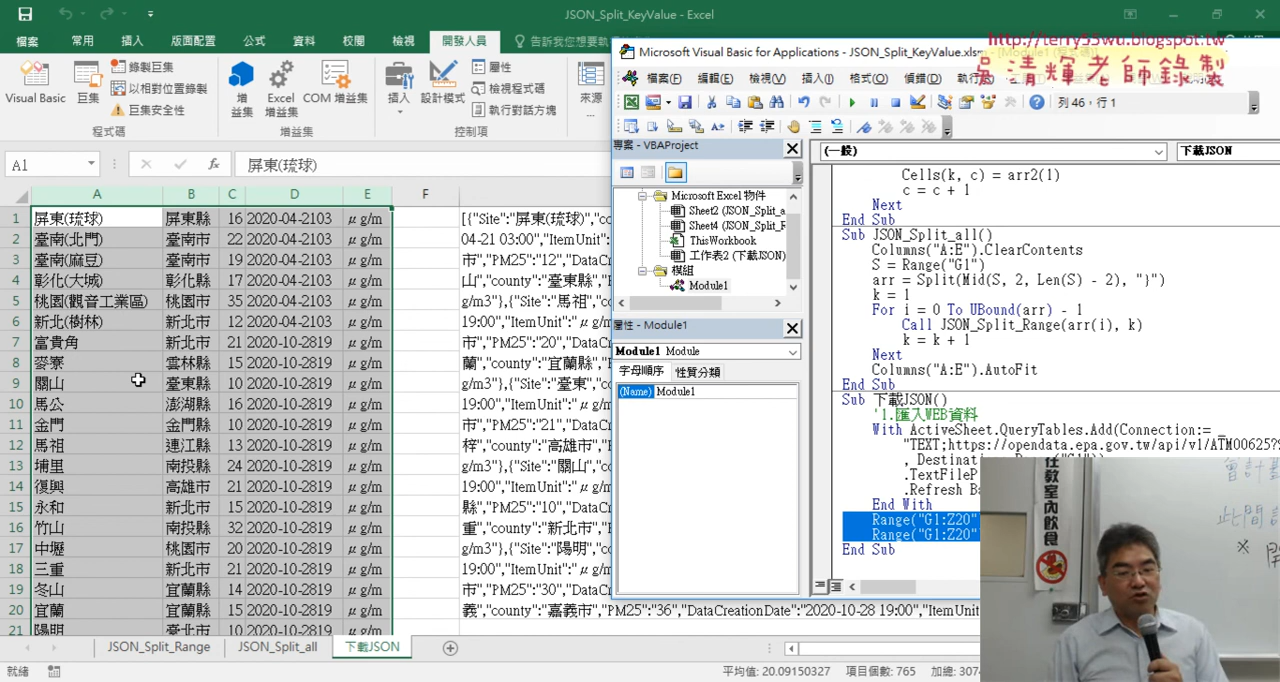 JSON_Split_KeyValue - Excel
檔案 常用 插入 版面配置 公式 資料 校閱 檢視 開發人員
Visual Basic 巨集 錄製巨集 以相對位置錄製 巨集安全性
增益集 Excel 增益集 COM 增益集 插入 設計模式 屬性 檢視程式碼 執行對話方塊 來源
程式碼 增益集 控制項
A1 屏東(琉球)
A B C D E F
1 屏東(琉球) 屏東縣 16 2020-04-2103 μg/m
2 臺南(北門) 臺南市 22 2020-04-2103 μg/m
3 臺南(麻豆) 臺南市 19 2020-04-2103 μg/m
4 彰化(大城) 彰化縣 17 2020-04-2103 μg/m
5 桃園(觀音工業區) 桃園市 35 2020-04-2103 μg/m
6 新北(樹林) 新北市 12 2020-04-2103 μg/m
7 富貴角 新北市 21 2020-10-2819 μg/m
8 麥寮 雲林縣 15 2020-10-2819 μg/m
9 關山 臺東縣 10 2020-10-2819 μg/m
10 馬公 澎湖縣 16 2020-10-2819 μg/m
11 金門 金門縣 10 2020-10-2819 μg/m
12 馬祖 連江縣 13 2020-10-2819 μg/m
13 埔里 南投縣 24 2020-10-2819 μg/m
14 復興 高雄市 21 2020-10-2819 μg/m
15 永和 新北市 15 2020-10-2819 μg/m
16 竹山 南投縣 32 2020-10-2819 μg/m
17 中壢 桃園市 20 2020-10-2819 μg/m
18 三重 新北市 21 2020-10-2819 μg/m
19 冬山 宜蘭縣 14 2020-10-2819 μg/m
20 宜蘭 宜蘭縣 15 2020-10-2819 μg/m
21 陽明 臺北市 10 2020-10-2819 μg/m
[{"Site":"屏東(琉球)","co
04-21 03:00","ItemUnit":
市","PM25":"12","DataCr
山","county":"臺東縣","
g/m3"},{"Site":"馬祖","c
19:00","ItemUnit":"μg/m
市","PM25":"20","DataC
蘭","county":"宜蘭縣","
g/m3"},{"Site":"臺東","c
19:00","ItemUnit":"μg/m
市","PM25":"21","DataC
梓","county":"高雄市","
g/m3"},{"Site":"關山","c
19:00","ItemUnit":"μg/m
縣","PM25":"10","DataC
重","county":"新北市","
g/m3"},{"Site":"陽明","c
19:00","ItemUnit":"μg/m
市","PM25":"30","DataC
義","county":"嘉義市","PM25":"36","DataCreationDate":"2020-10-28 19:00","ItemUnit
JSON_Split_Range JSON_Split_all 下載JSON
就緒 平均值: 20.09150327 項目個數: 765 加總: 307
http://terry55wu.blogspot.tw
吳清輝老師錄製
Microsoft Visual Basic for Applications - JSON_Split_KeyValue.xlsm
檔案(F) 編輯(E) 檢視(V) 插入(I) 格式(O) 偵錯(D)
列 46，行 1
專案 - VBAProject
Microsoft Excel 物件
Sheet2 (JSON_Split_a
Sheet4 (JSON_Split_R
ThisWorkbook
工作表2 (下載JSON)
模組
Module1
屬性 - Module1
Module1 Module
字母順序 性質分類
(Name) Module1
(一般) 下載JSON
Cells(k, c) = arr2(1)
c = c + 1
Next
End Sub
Sub JSON_Split_all()
Columns("A:E").ClearContents
S = Range("G1")
arr = Split(Mid(S, 2, Len(S) - 2), "}")
k = 1
For i = 0 To UBound(arr) - 1
Call JSON_Split_Range(arr(i), k)
k = k + 1
Next
Columns("A:E").AutoFit
End Sub
Sub 下載JSON()
'1.匯入WEB資料
With ActiveSheet.QueryTables.Add(Connection:= _
"TEXT;https://opendata.epa.gov.tw/api/v1/ATM00625?
.TextFileP
.Refresh Ba
End With
Range("G1:Z20"
Range("G1:Z20"
End Sub
任教室內飲食